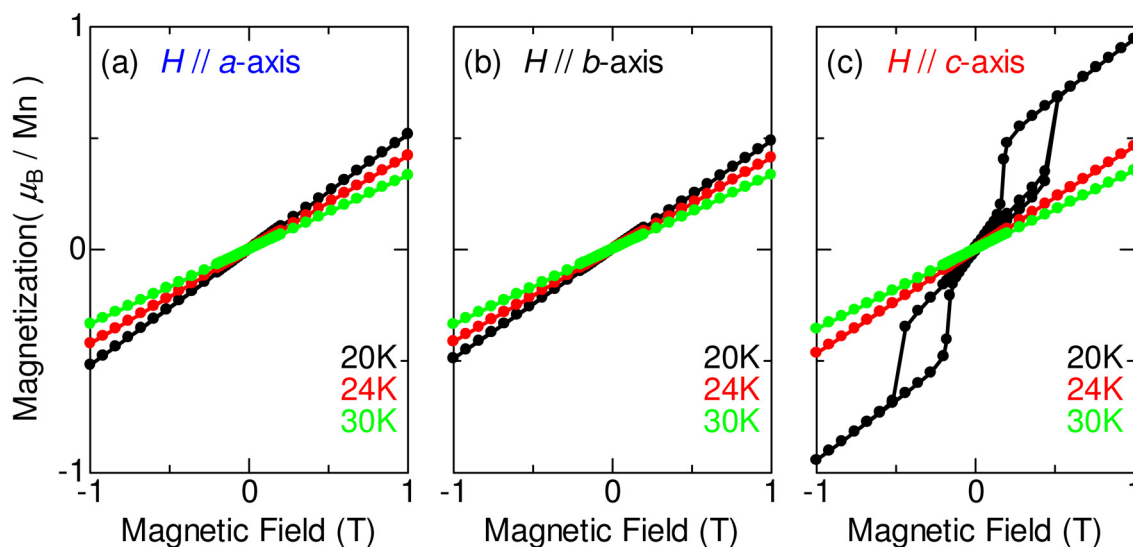 Magnetization( μB / Mn )
1
0
-1
(a) H // a-axis
20K
24K
30K
-1 0 1
Magnetic Field (T)
(b) H // b-axis
20K
24K
30K
-1 0 1
Magnetic Field (T)
(c) H // c-axis
20K
24K
30K
-1 0 1
Magnetic Field (T)